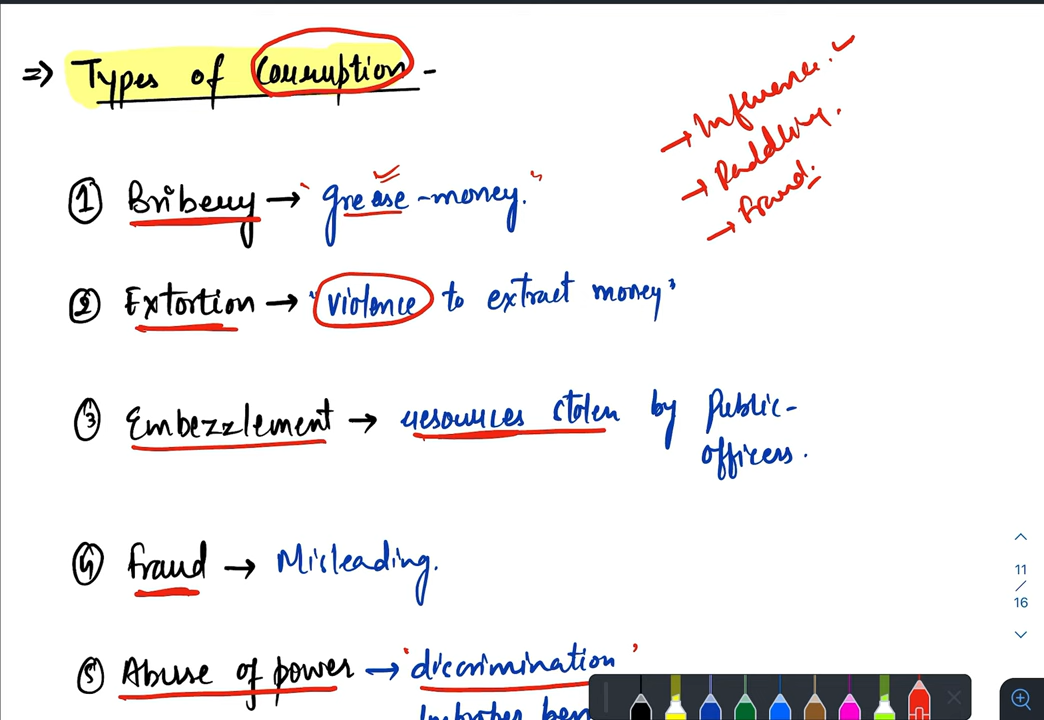 ⇒ Types of Corruption -
→ Influence. ✓
→ Peddling.
→ Fraud.
① Bribery → "grease-money."
② Extortion → "violence to extract money"
③ Embezzlement → resources stolen by Public-
officers.
④ fraud → Misleading.
⑤ Abuse of power → 'discrimination'
Improper
11
/
16